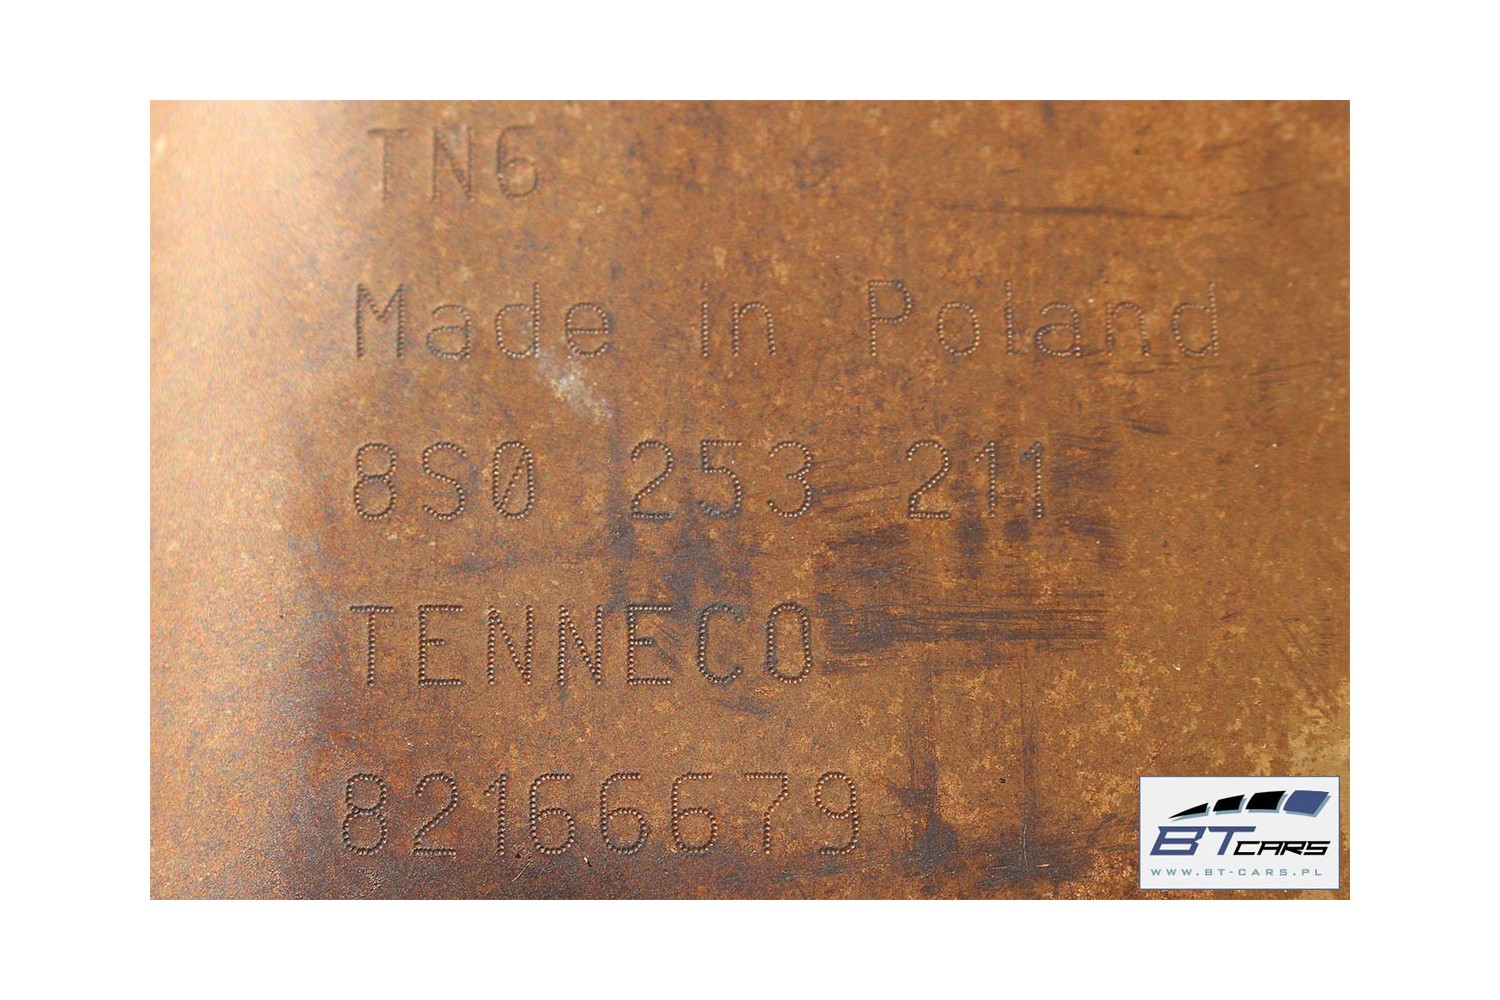 TN6
Made in Poland
8S0 253 211
TENNECO
82166679
BT CARS
WWW.BT-CARS.PL